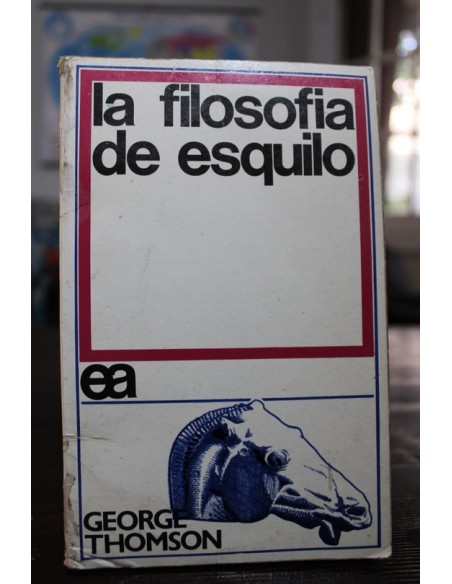 la filosofia
de esquilo
ea
GEORGE
THOMSON